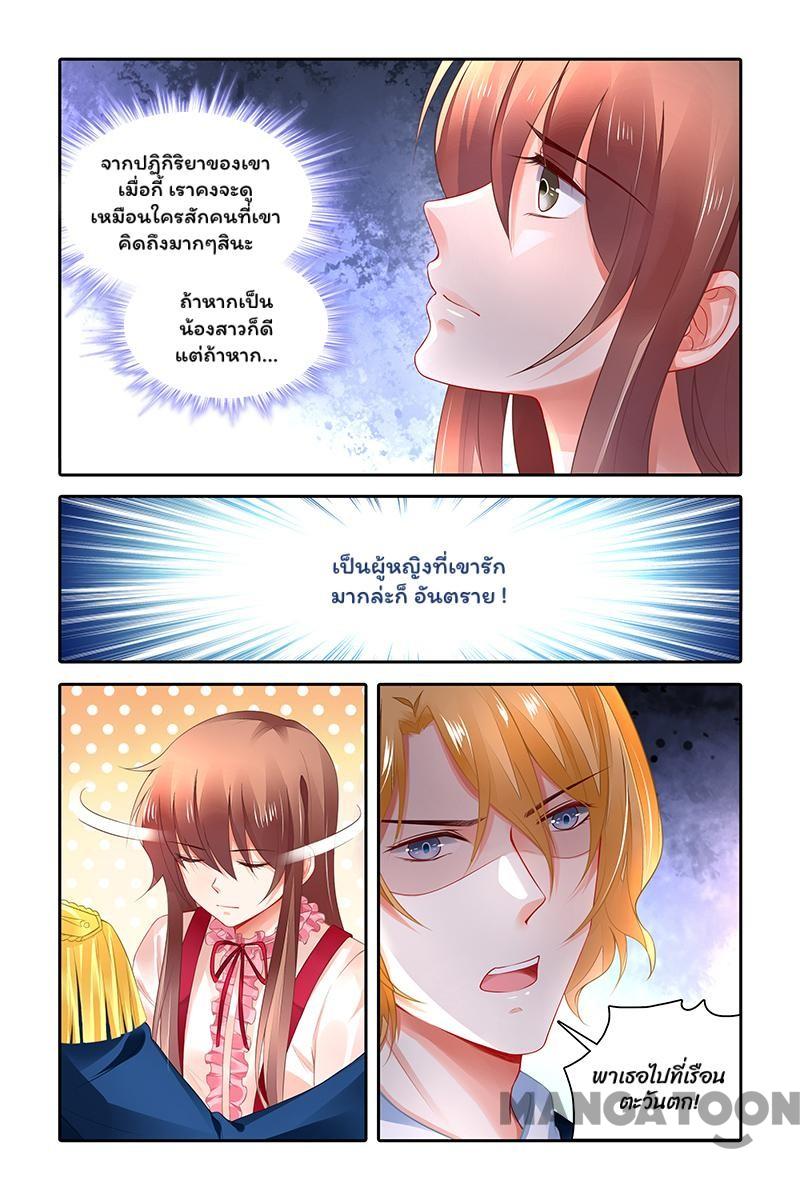 จากปฏิกิริยาของเขา
เมื่อกี้ เราคงจะดู
เหมือนใครสักคนที่เขา
คิดถึงมากๆสินะ
ถ้าหากเป็น
น้องสาวก็ดี
แต่ถ้าหาก...
เป็นผู้หญิงที่เขารัก
มากล่ะก็ อันตราย !
พาเธอไปที่เรือน
ตะวันตก!
MANGATOON